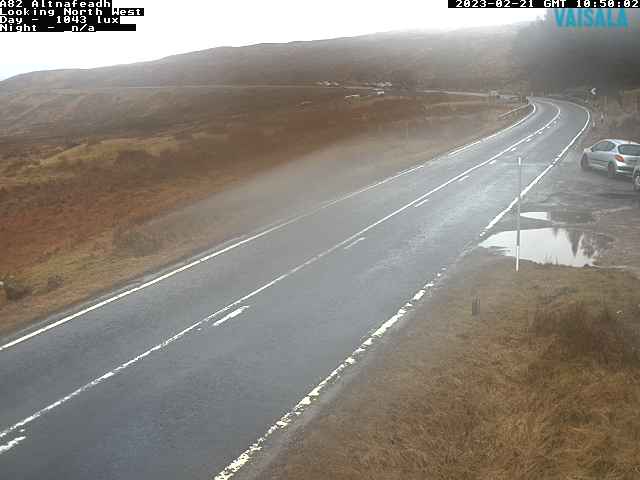 A82 Altnafeadh
Looking North West
Day - 1043 lux
Night - n/a
2023-02-21 GMT 10:50:02
VAISALA